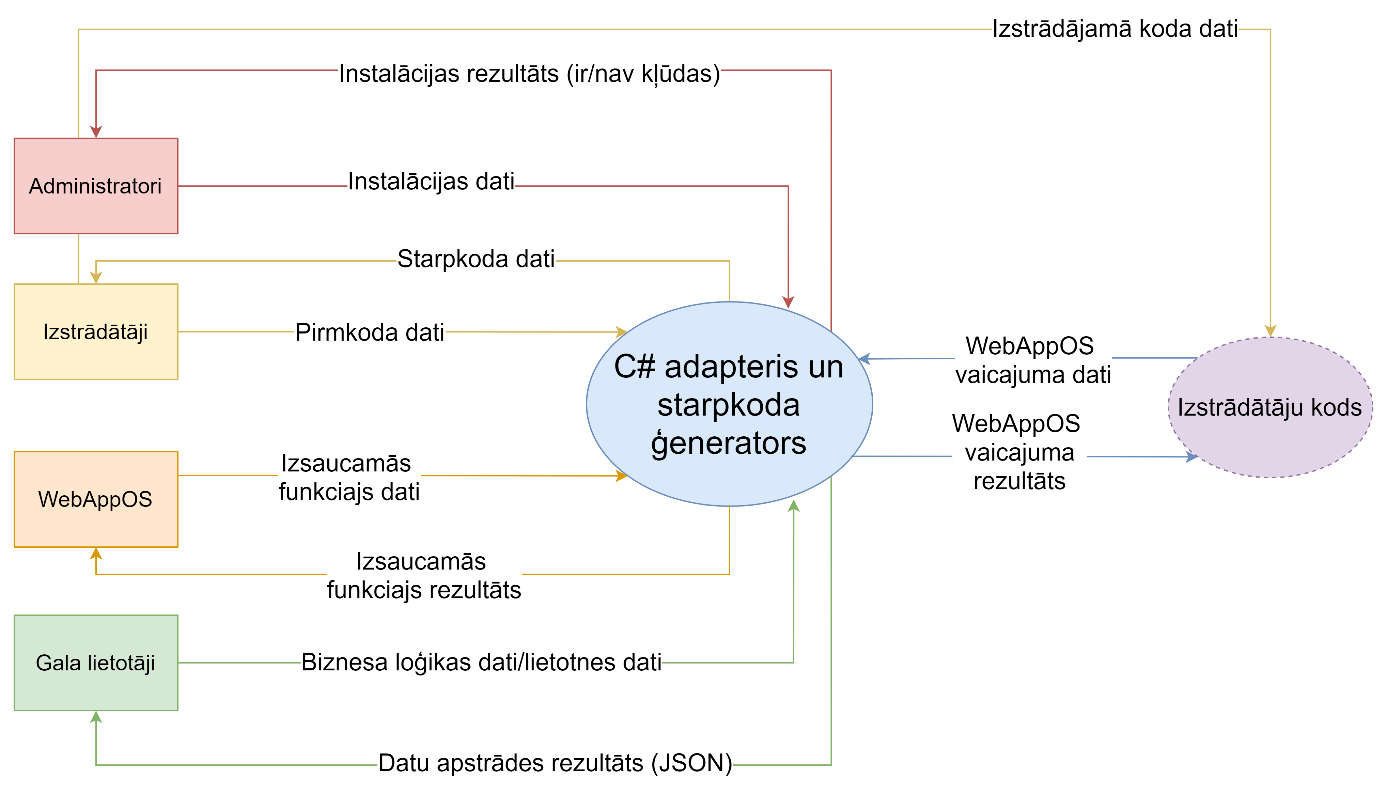 Izstrādājamā koda dati
Instalācijas rezultāts (ir/nav kļūdas)
Administratori
Instalācijas dati
Starpkoda dati
Izstrādātāji
Pirmkoda dati
C# adapteris un
starpkoda
ģenerators
WebAppOS
vaicajuma dati
Izstrādātāju kods
WebAppOS
vaicajuma
rezultāts
WebAppOS
Izsaucamās
funkciajs dati
Izsaucamās
funkciajs rezultāts
Gala lietotāji
Biznesa loģikas dati/lietotnes dati
Datu apstrādes rezultāts (JSON)